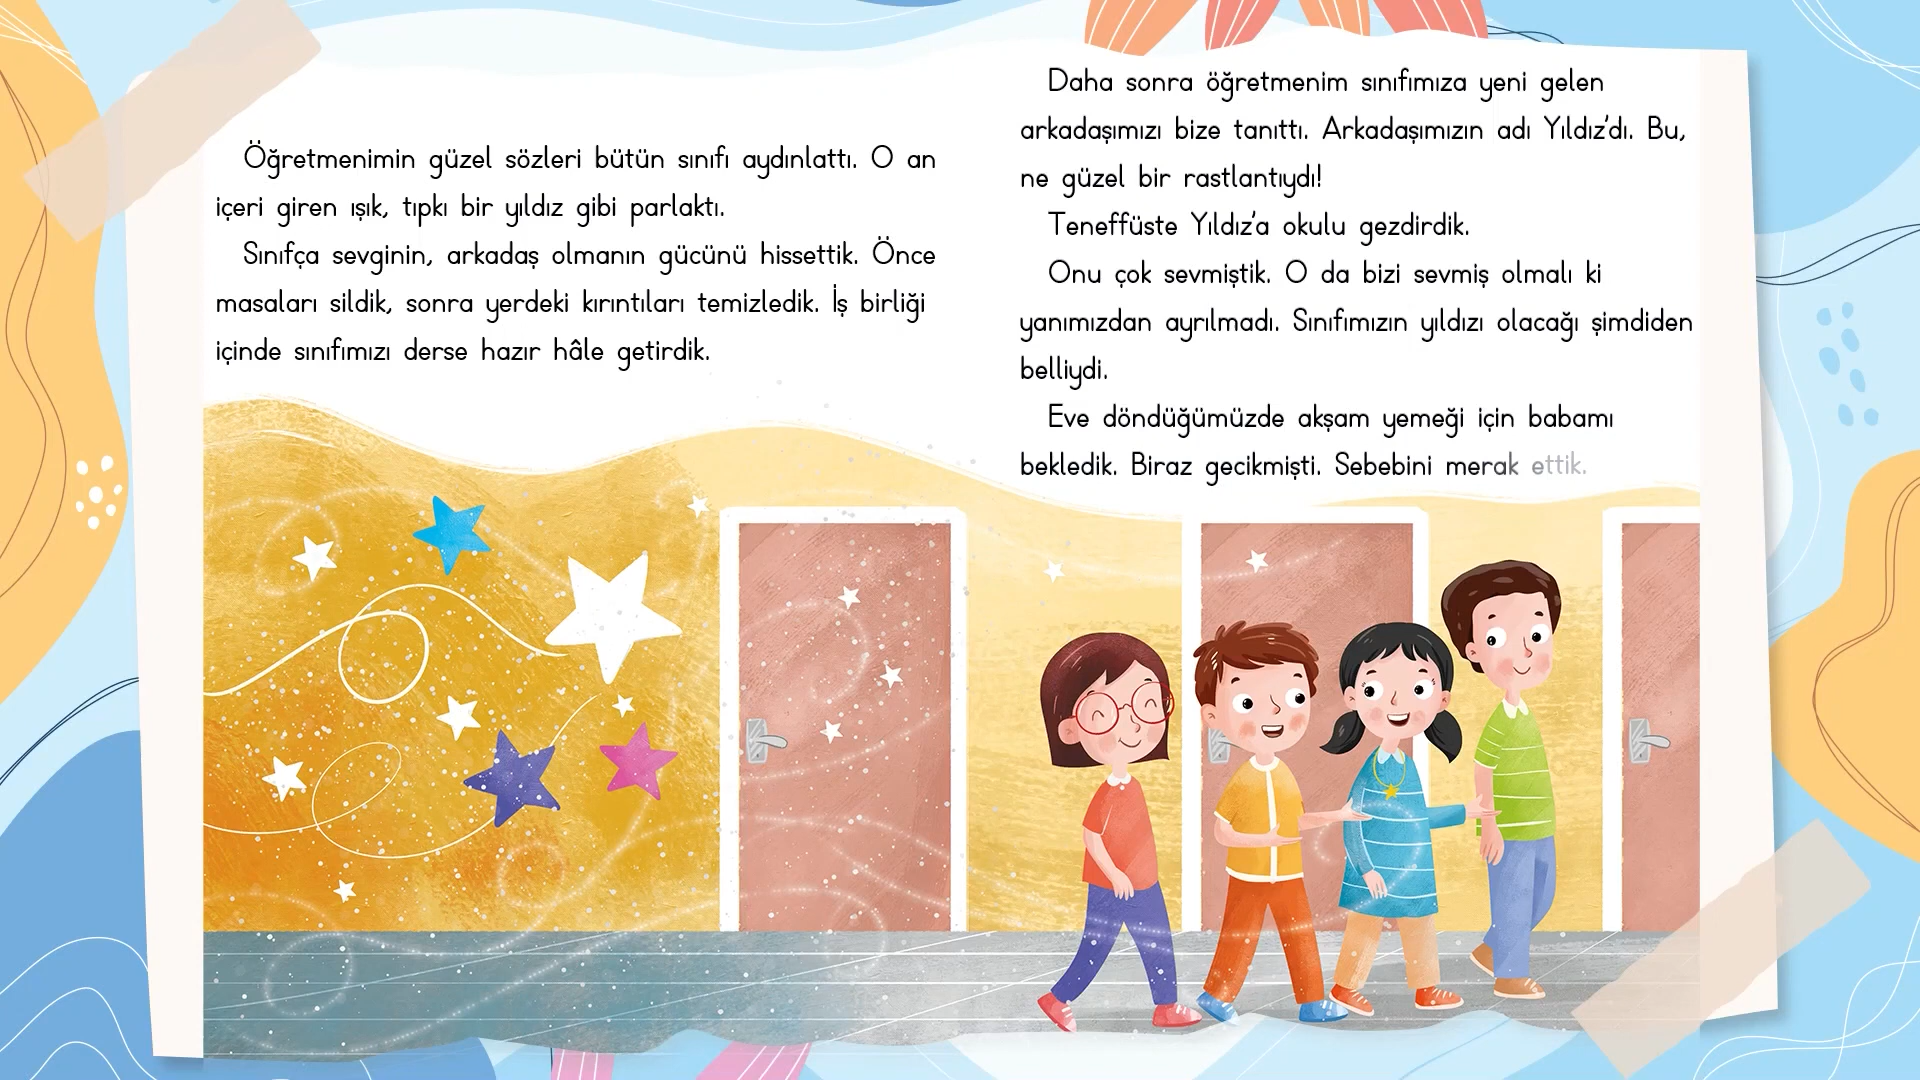 Öğretmenimin güzel sözleri bütün sınıfı aydınlattı. O an
içeri giren ışık, tıpkı bir yıldız gibi parlaktı.
Sınıfça sevginin, arkadaş olmanın gücünü hissettik. Önce
masaları sildik, sonra yerdeki kırıntıları temizledik. İş birliği
içinde sınıfımızı derse hazır hâle getirdik.
Daha sonra öğretmenim sınıfımıza yeni gelen
arkadaşımızı bize tanıttı. Arkadaşımızın adı Yıldız'dı. Bu,
ne güzel bir rastlantıydı!
Teneffüste Yıldız'a okulu gezdirdik.
Onu çok sevmiştik. O da bizi sevmiş olmalı ki
yanımızdan ayrılmadı. Sınıfımızın yıldızı olacağı şimdiden
belliydi.
Eve döndüğümüzde akşam yemeği için babamı
bekledik. Biraz gecikmişti. Sebebini merak ettik.